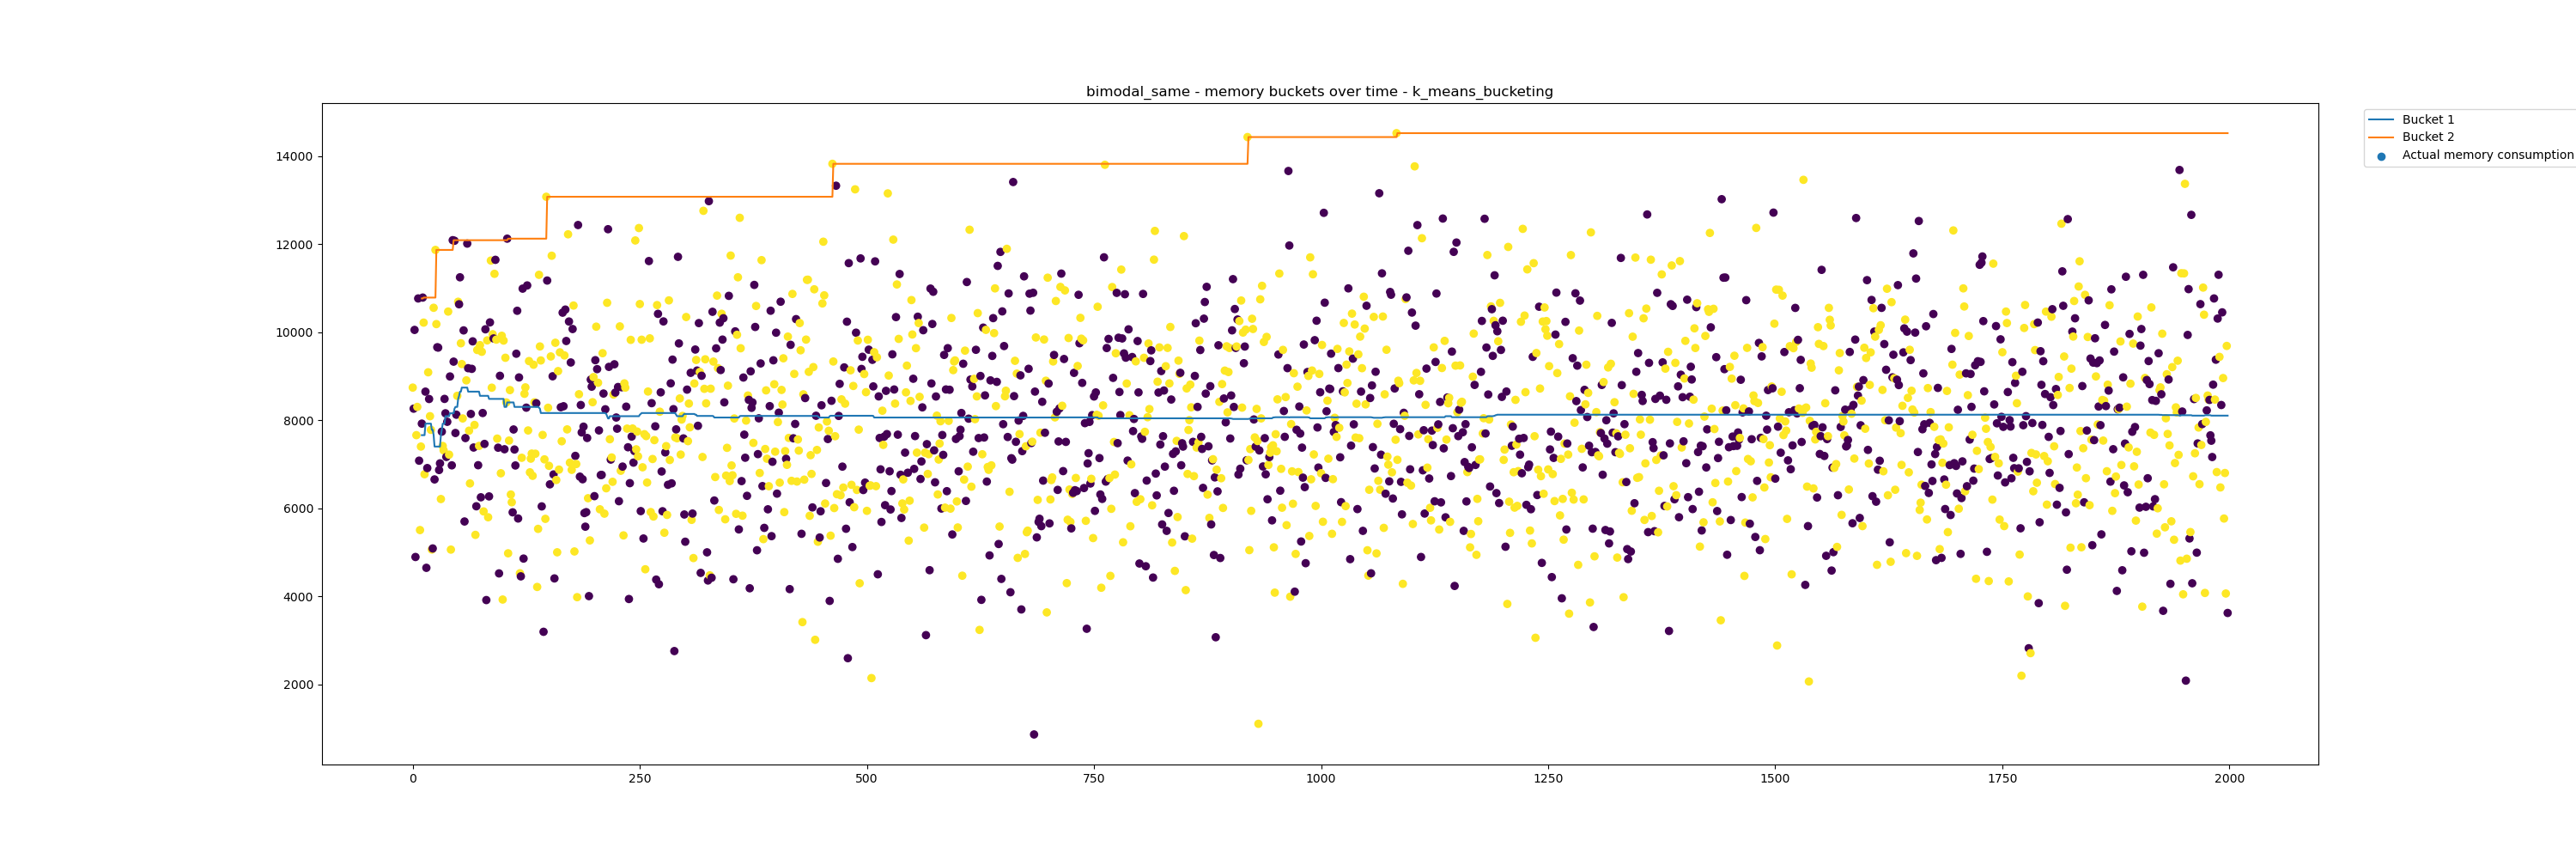 bimodal_same - memory buckets over time - k_means_bucketing
Bucket 1
Bucket 2
Actual memory consumption
14000
12000
10000
8000
6000
4000
2000
0 250 500 750 1000 1250 1500 1750 2000